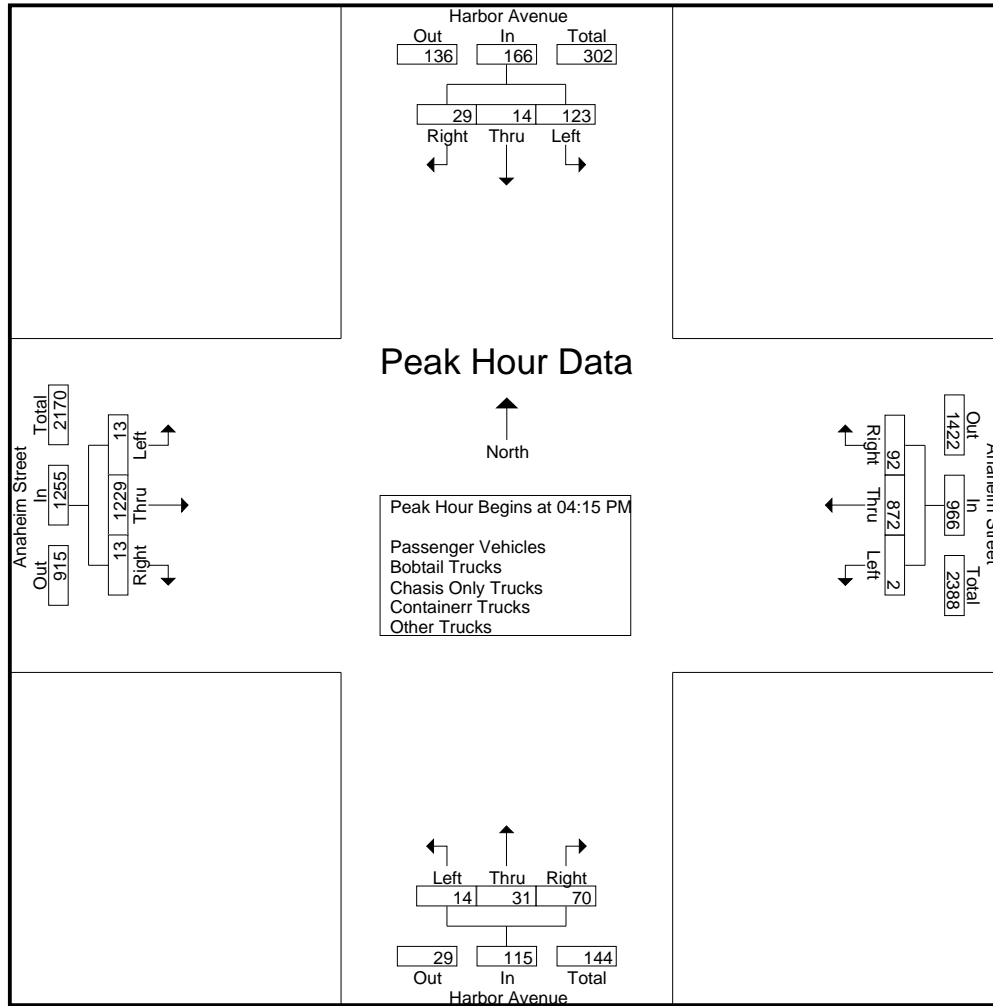 Harbor Avenue
Out In Total
136 166 302
29 14 123
Right Thru Left
Peak Hour Data
North
Peak Hour Begins at 04:15 PM
Passenger Vehicles
Bobtail Trucks
Chasis Only Trucks
Containerr Trucks
Other Trucks
Anaheim Street
Out In Total
915 1255 2170
13 1229 13
Right Thru Left
Anaheim Street
Out In Total
1422 966 2388
92 872 2
Right Thru Left
Left Thru Right
14 31 70
29 115 144
Out In Total
Harbor Avenue